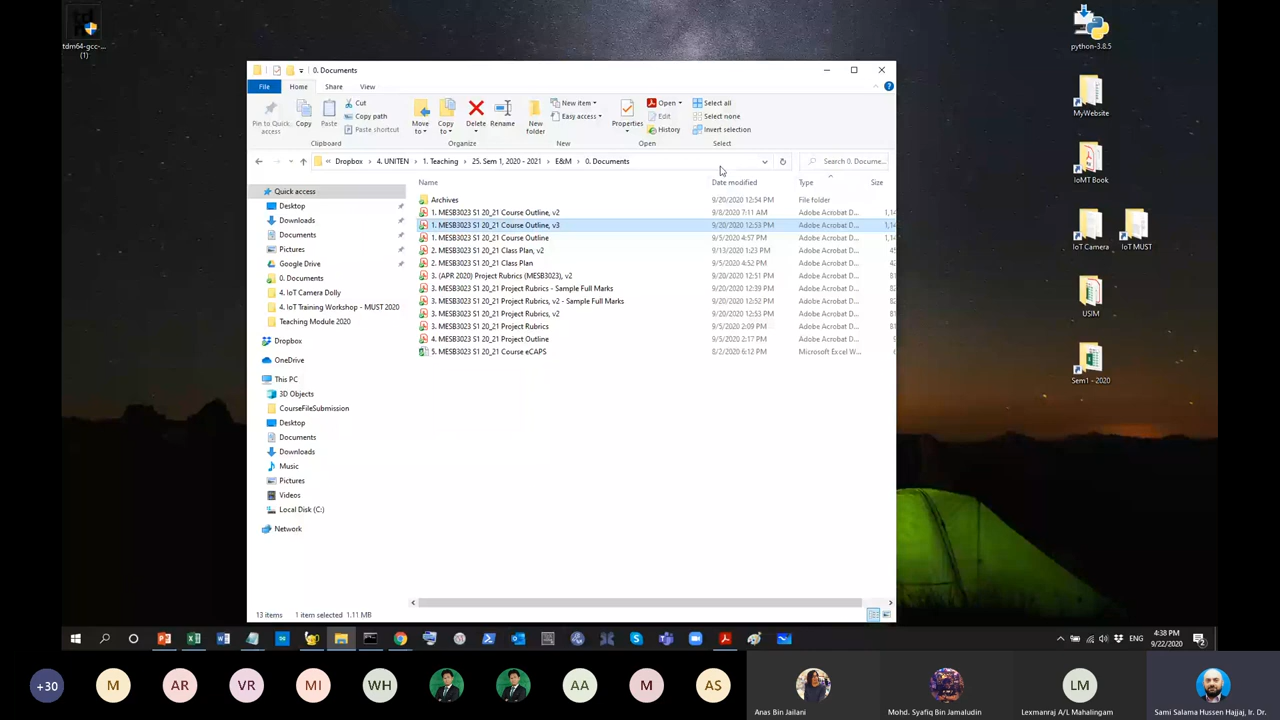 tdm64-gcc-...
(1)
python-3.8.5
MyWebsite
IoMT Book
IoT Camera
IoT MUST
USIM
Sem1 - 2020
0. Documents
File
Home
Share
View
Pin to Quick
access
Copy
Paste
Cut
Copy path
Paste shortcut
Clipboard
Move
to
Copy
to
Delete
Rename
Organize
New
folder
New item
Easy access
New
Properties
Open
Edit
History
Open
Select all
Select none
Invert selection
Select
« Dropbox › 4. UNITEN › 1. Teaching › 25. Sem 1, 2020 - 2021 › E&M › 0. Documents
Search 0. Docume...
Name
Date modified
Type
Size
Archives 9/20/2020 12:54 PM File folder
1. MESB3023 S1 20_21 Course Outline, v2 9/8/2020 7:11 AM Adobe Acrobat D... 1,14
1. MESB3023 S1 20_21 Course Outline, v3 9/20/2020 12:53 PM Adobe Acrobat D... 1,14
1. MESB3023 S1 20_21 Course Outline 9/5/2020 4:57 PM Adobe Acrobat D... 1,14
2. MESB3023 S1 20_21 Class Plan, v2 9/13/2020 1:23 PM Adobe Acrobat D... 45
2. MESB3023 S1 20_21 Class Plan 9/5/2020 4:52 PM Adobe Acrobat D... 42
3. (APR 2020) Project Rubrics (MESB3023), v2 9/20/2020 12:51 PM Adobe Acrobat D...
3. MESB3023 S1 20_21 Project Rubrics - Sample Full Marks 9/20/2020 12:52 PM Adobe Acrobat D... 82
3. MESB3023 S1 20_21 Project Rubrics, v2 - Sample Full Marks 9/20/2020 12:52 PM Adobe Acrobat D... 82
3. MESB3023 S1 20_21 Project Rubrics, v2 9/20/2020 12:53 PM Adobe Acrobat D... 81
3. MESB3023 S1 20_21 Project Rubrics 9/5/2020 2:09 PM Adobe Acrobat D... 81
4. MESB3023 S1 20_21 Project Outline 9/5/2020 2:17 PM Adobe Acrobat D...
5. MESB3023 S1 20_21 Course eCAPS 8/2/2020 6:12 PM Microsoft Excel W...
Quick access
Desktop
Downloads
Documents
Pictures
Google Drive
0. Documents
4. IoT Camera Dolly
4. IoT Training Workshop - MUST 2020
Teaching Module 2020
Dropbox
OneDrive
This PC
3D Objects
CourseFileSubmission
Desktop
Documents
Downloads
Music
Pictures
Videos
Local Disk (C:)
Network
13 items
1 item selected 1.11 MB
ENG
4:38 PM
9/22/2020
2
+30
M
AR
VR
MI
WH
AA
M
AS
LM
Anas Bin Jailani
Mohd. Syafiq Bin Jamaludin
Lexmanraj A/L Mahalingam
Sami Salama Hussen Hajjaj, Ir. Dr.